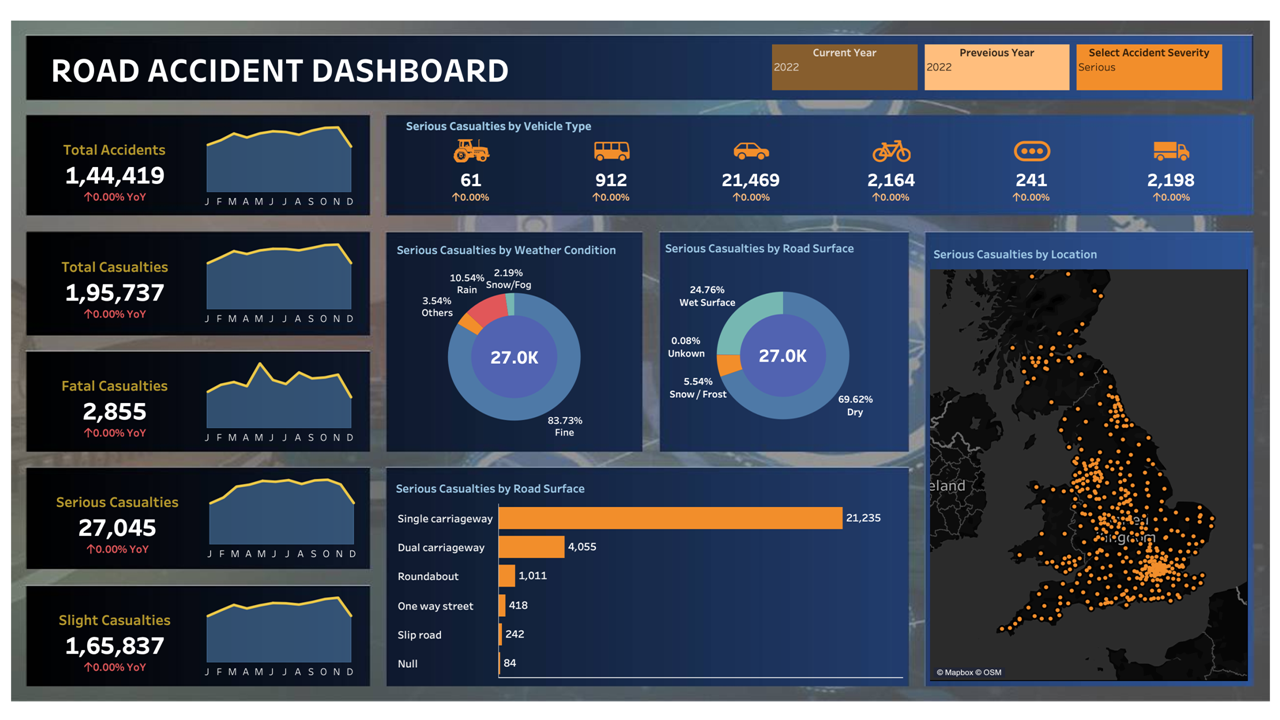 ROAD ACCIDENT DASHBOARD
Current Year
2022
Preveious Year
2022
Select Accident Severity
Serious
Total Accidents
1,44,419
↑0.00% YoY
J F M A M J J A S O N D
Total Casualties
1,95,737
↑0.00% YoY
J F M A M J J A S O N D
Fatal Casualties
2,855
↑0.00% YoY
J F M A M J J A S O N D
Serious Casualties
27,045
↑0.00% YoY
J F M A M J J A S O N D
Slight Casualties
1,65,837
↑0.00% YoY
J F M A M J J A S O N D
Serious Casualties by Vehicle Type
61 912 21,469 2,164 241 2,198
↑0.00% ↑0.00% ↑0.00% ↑0.00% ↑0.00% ↑0.00%
Serious Casualties by Weather Condition
2.19%
Snow/Fog
10.54%
Rain
3.54%
Others
27.0K
83.73%
Fine
Serious Casualties by Road Surface
24.76%
Wet Surface
0.08%
Unkown
27.0K
5.54%
Snow / Frost
69.62%
Dry
Serious Casualties by Road Surface
Single carriageway 21,235
Dual carriageway 4,055
Roundabout 1,011
One way street 418
Slip road 242
Null 84
Serious Casualties by Location
eland
© Mapbox © OSM